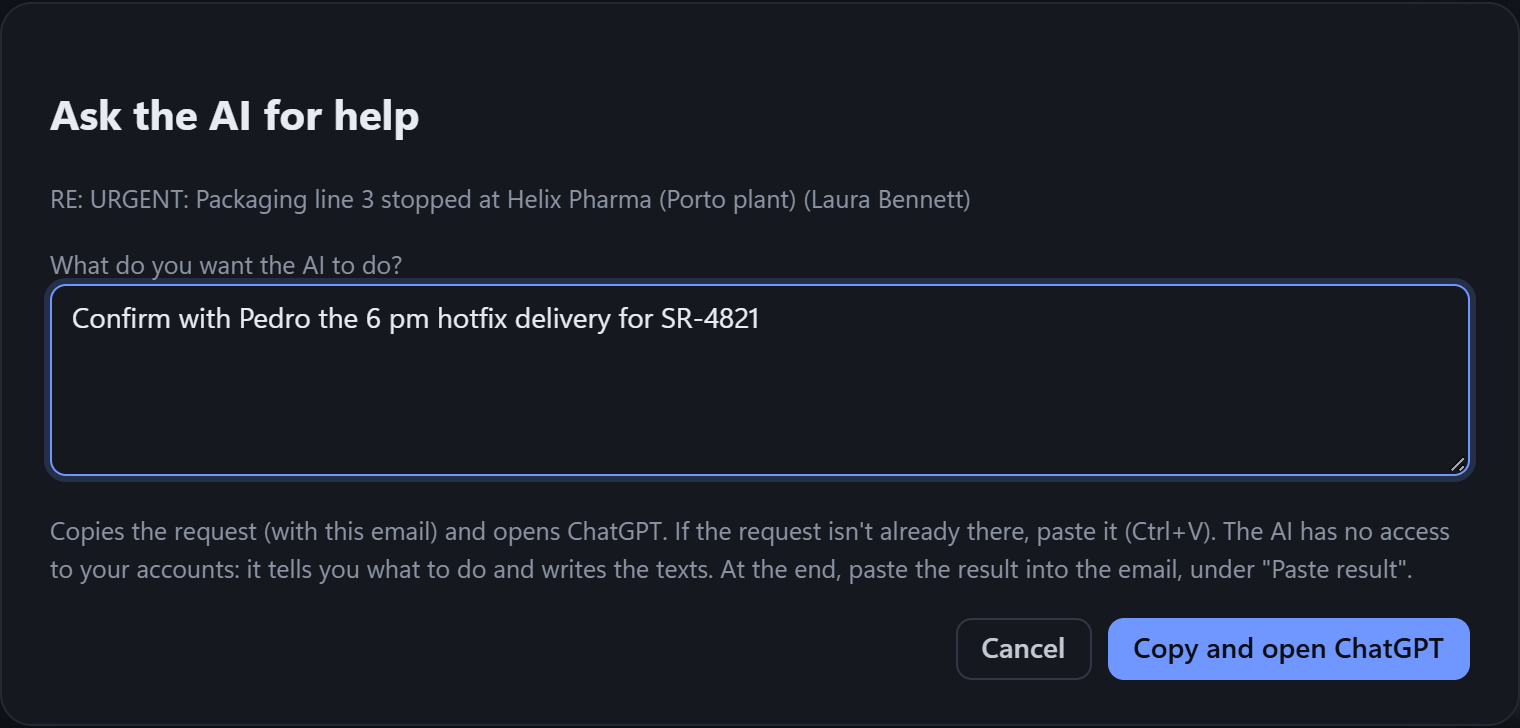 Ask the AI for help
RE: URGENT: Packaging line 3 stopped at Helix Pharma (Porto plant) (Laura Bennett)
What do you want the AI to do?
Confirm with Pedro the 6 pm hotfix delivery for SR-4821
Copies the request (with this email) and opens ChatGPT. If the request isn't already there, paste it (Ctrl+V). The AI has no access
to your accounts: it tells you what to do and writes the texts. At the end, paste the result into the email, under "Paste result".
Cancel
Copy and open ChatGPT